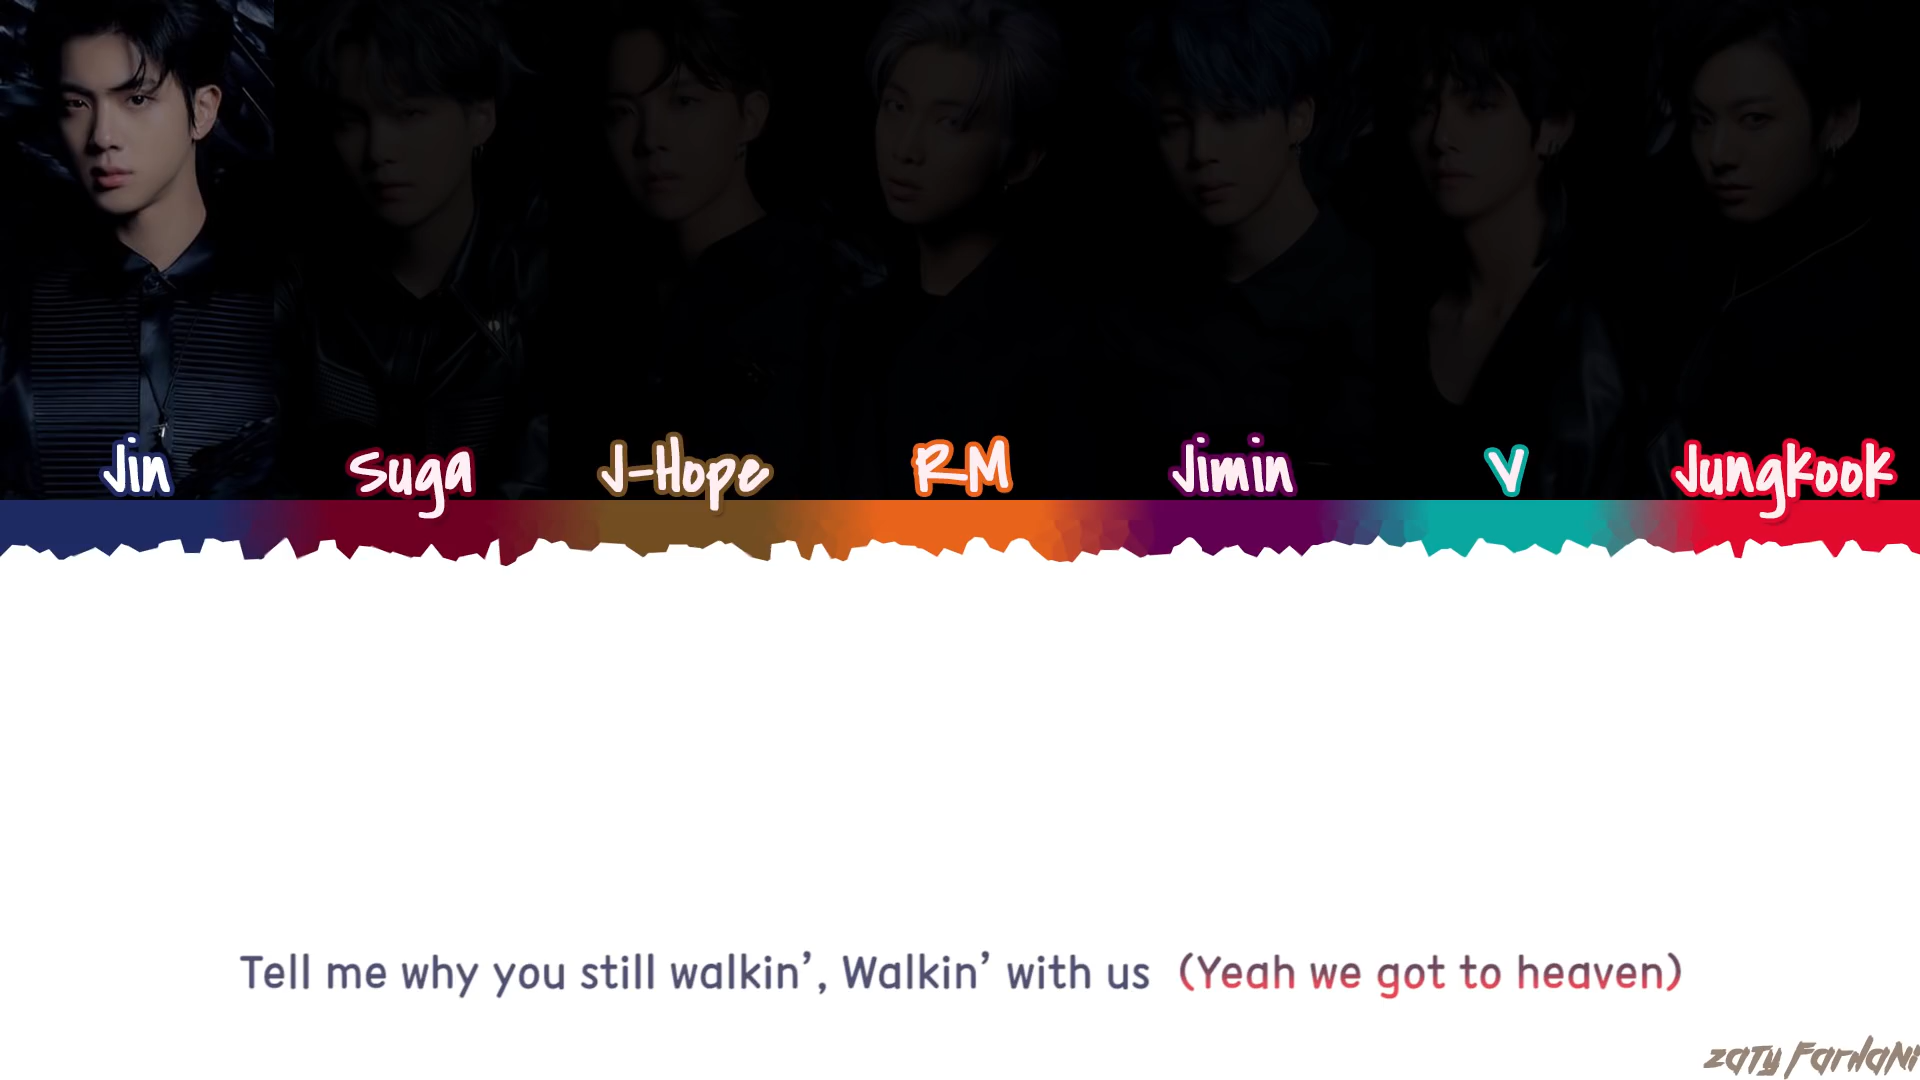 Jin Suga J-Hope RM Jimin V Jungkook
Tell me why you still walkin’, Walkin’ with us (Yeah we got to heaven)
Zaty Farhani